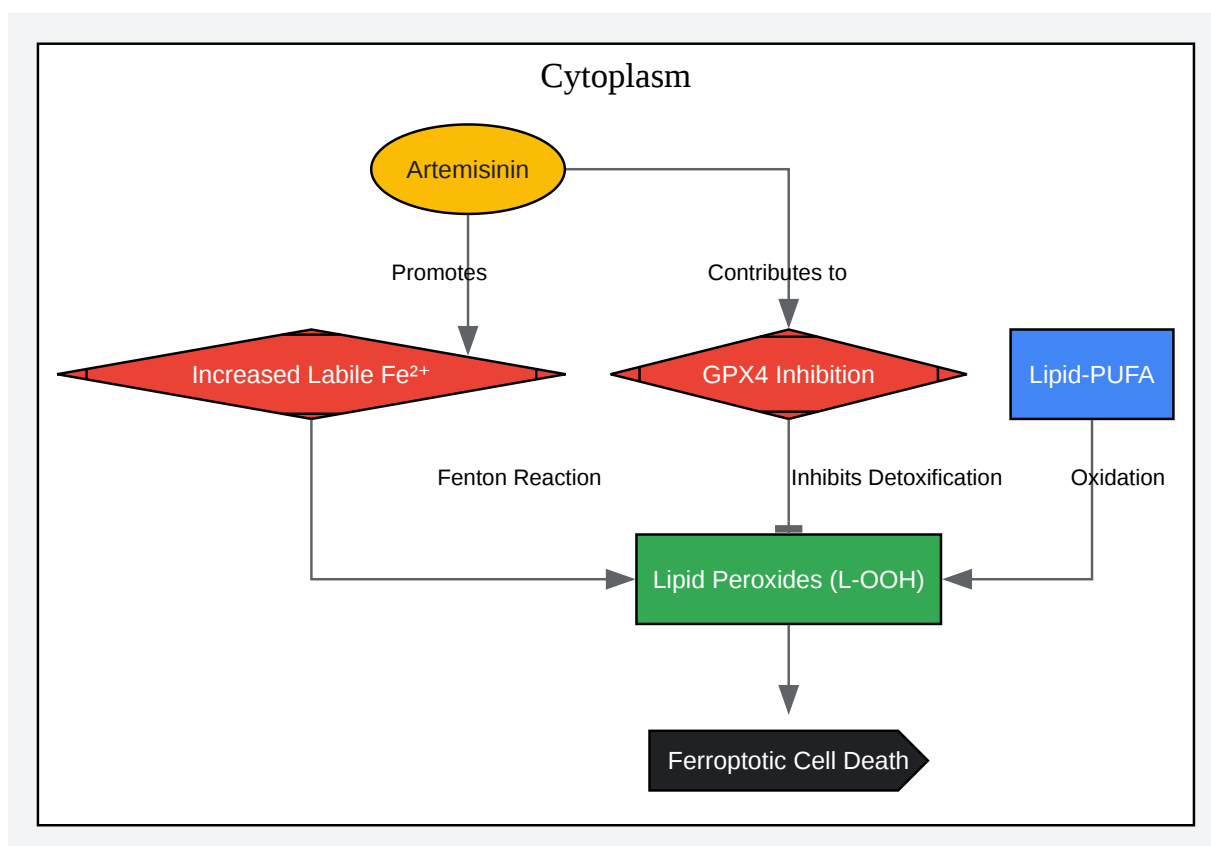 Cytoplasm
Artemisinin
Promotes
Contributes to
Increased Labile Fe²⁺
GPX4 Inhibition
Lipid-PUFA
Fenton Reaction
Inhibits Detoxification
Oxidation
Lipid Peroxides (L-OOH)
Ferroptotic Cell Death